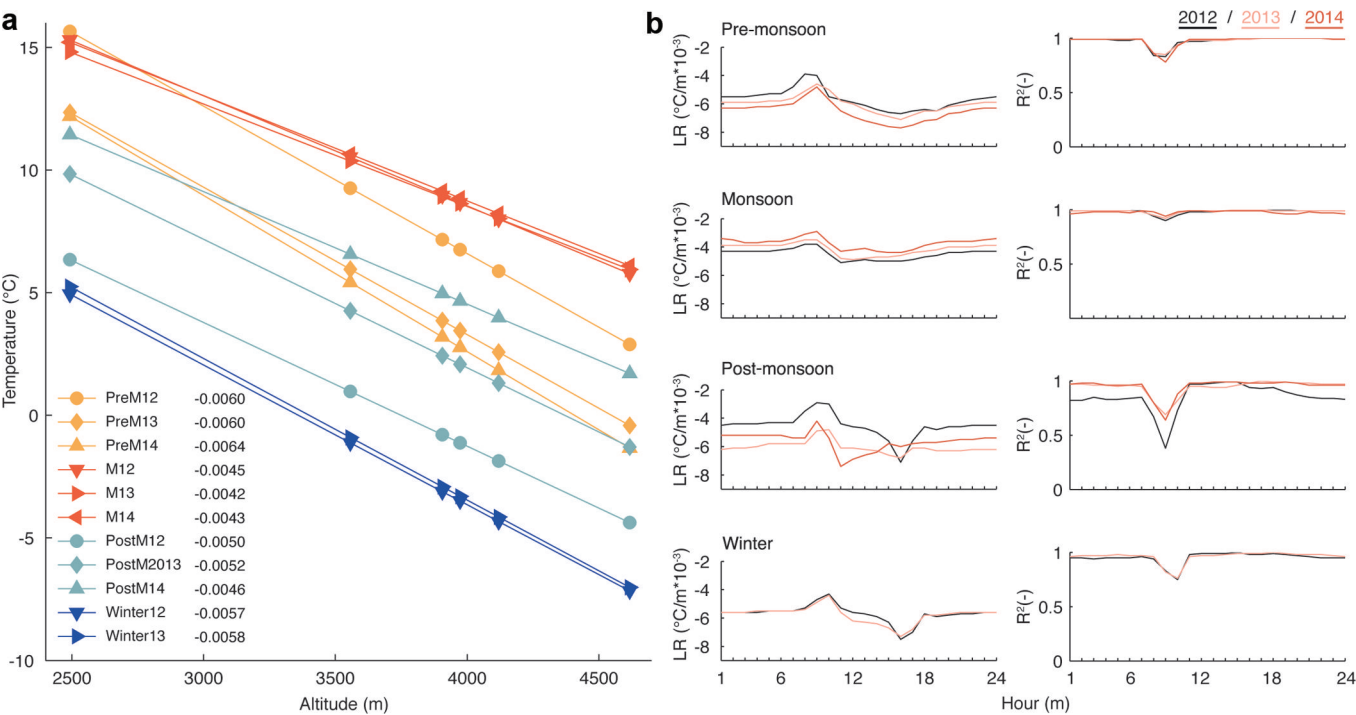 a
15
10
5
0
-5
-10
Temperature (°C)
2500 3000 3500 4000 4500
Altitude (m)
PreM12 -0.0060
PreM13 -0.0060
PreM14 -0.0064
M12 -0.0045
M13 -0.0042
M14 -0.0043
PostM12 -0.0050
PostM2013 -0.0052
PostM14 -0.0046
Winter12 -0.0057
Winter13 -0.0058
b
2012 / 2013 / 2014
Pre-monsoon
-2
-4
-6
-8
LR (°C/m*10⁻³)
1
0.5
1
R²(-)
Monsoon
-2
-4
-6
-8
LR (°C/m*10⁻³)
1
0.5
R²(-)
Post-monsoon
-2
-4
-6
-8
LR (°C/m*10⁻³)
1
0.5
0
R²(-)
Winter
-2
-4
-6
-8
LR (°C/m*10⁻³)
1
0.5
0
R²(-)
1 6 12 18 24
1 6 12 18 24
Hour (m)